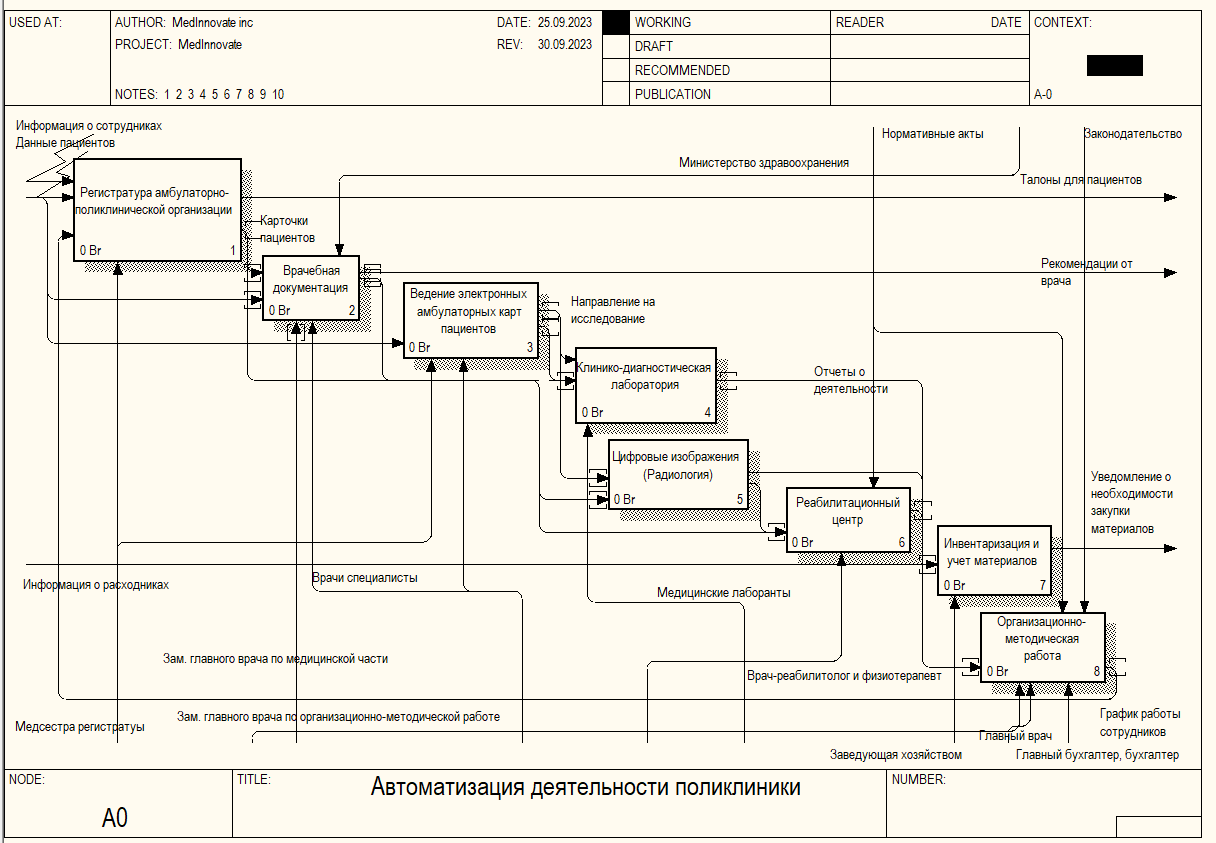 USED AT:
AUTHOR: MedInnovate inc
DATE: 25.09.2023
PROJECT: MedInnovate
REV: 30.09.2023
NOTES: 1 2 3 4 5 6 7 8 9 10
WORKING
DRAFT
RECOMMENDED
PUBLICATION
READER
DATE
CONTEXT:
A-0
Информация о сотрудниках
Данные пациентов
Нормативные акты
Законодательство
Министерство здравоохранения
Талоны для пациентов
Регистратура амбулаторно-
поликлинической организации
0 Br
1
Карточки
пациентов
Врачебная
документация
0 Br
2
Рекомендации от
врача
Ведение электронных
амбулаторных карт
пациентов
0 Br
3
Направление на
исследование
Клинико-диагностическая
лаборатория
0 Br
4
Отчеты о
деятельности
Цифровые изображения
(Радиология)
0 Br
5
Реабилитационный
центр
0 Br
6
Уведомление о
необходимости
закупки
материалов
Инвентаризация и
учет материалов
0 Br
7
Информация о расходниках
Врачи специалисты
Медицинские лаборанты
Организационно-
методическая
работа
0 Br
8
Зам. главного врача по медицинской части
Врач-реабилитолог и физиотерапевт
Медсестра регистратуы
Зам. главного врача по организационно-методической работе
График работы
сотрудников
Главный врач
Заведующая хозяйством
Главный бухгалтер, бухгалтер
NODE:
A0
TITLE:
Автоматизация деятельности поликлиники
NUMBER: